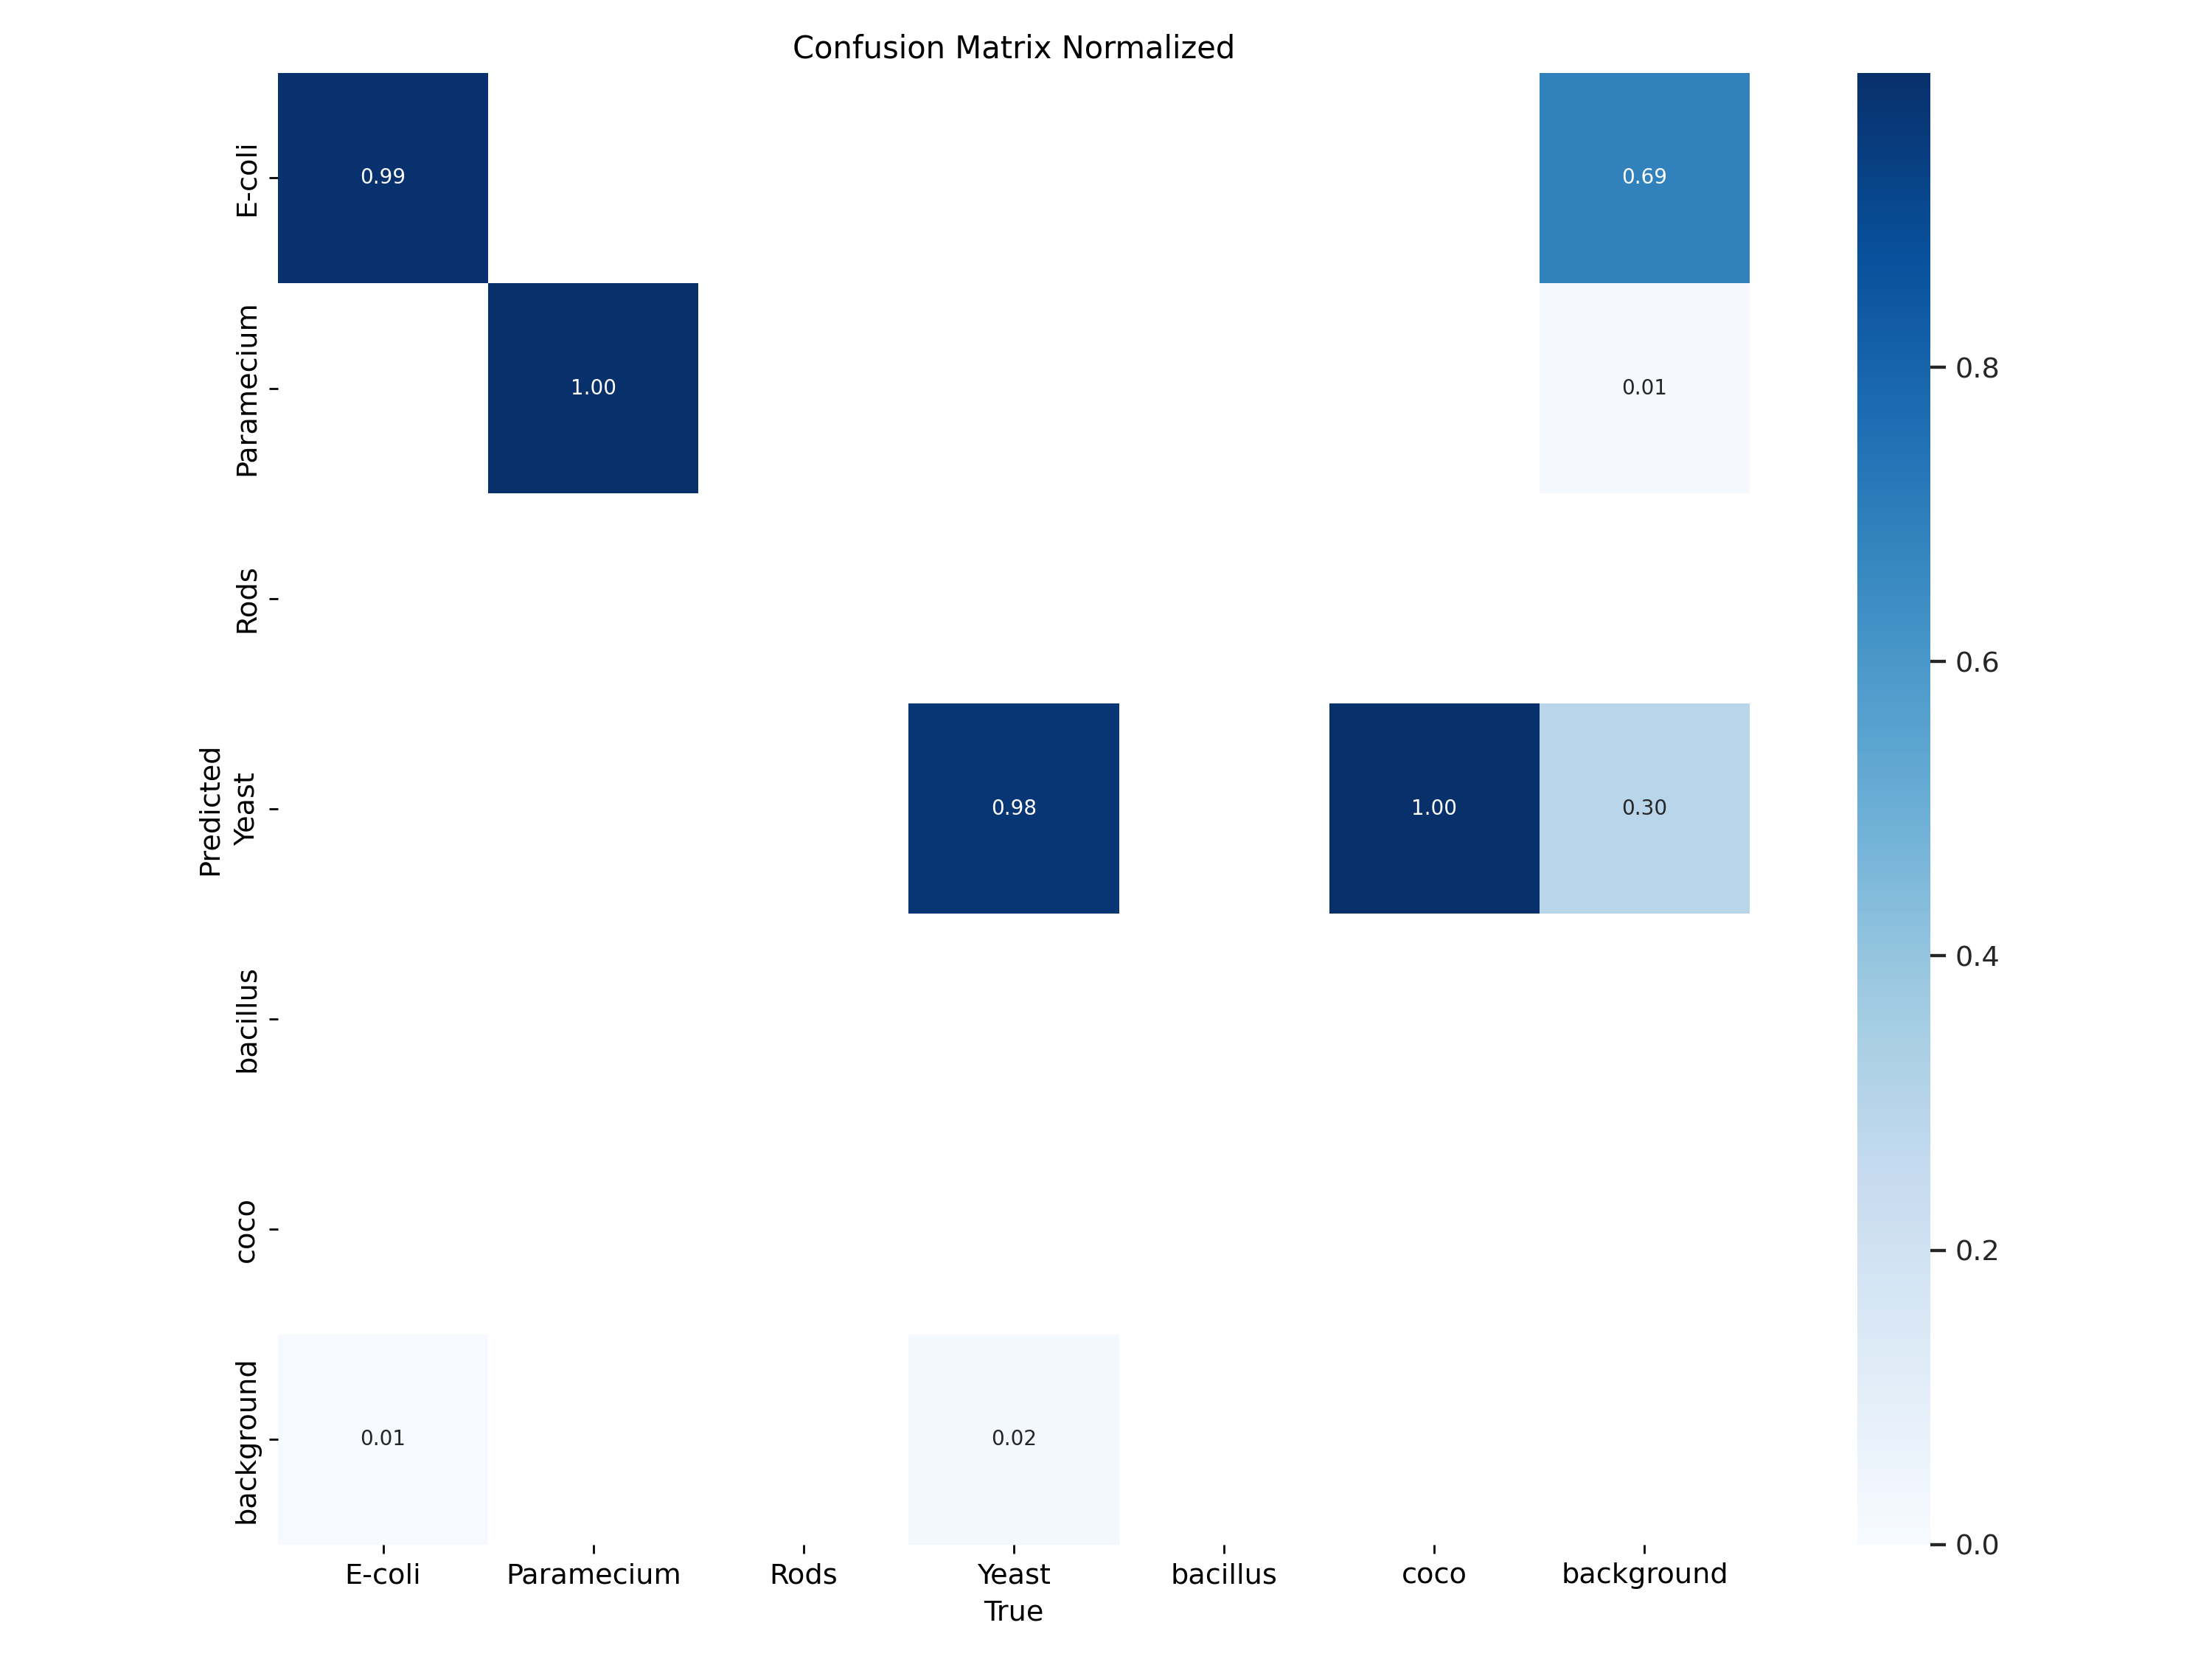 Confusion Matrix Normalized
E-coli
0.99
0.69
Paramecium
1.00
0.01
Rods
Predicted
Yeast
0.98
1.00
0.30
bacillus
coco
background
0.01
0.02
E-coli Paramecium Rods Yeast bacillus coco background
True
0.8
0.6
0.4
0.2
0.0